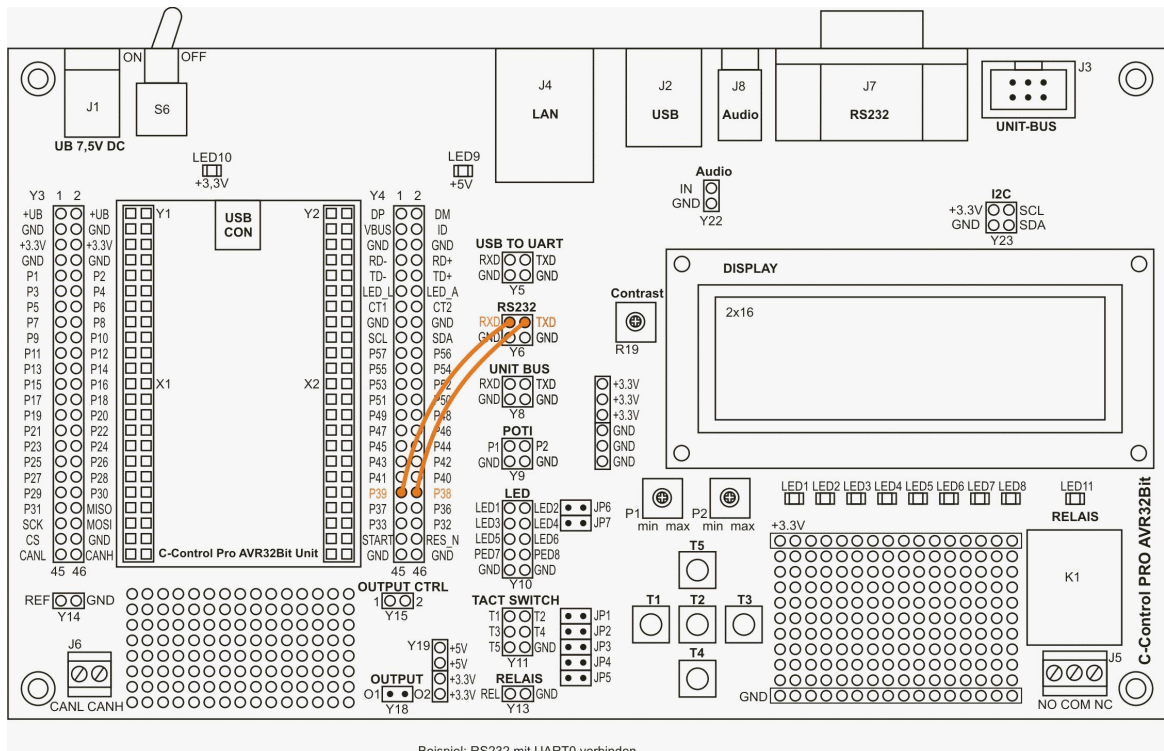 ON OFF
J1
S6
UB 7,5V DC
J4
LAN
J2
USB
J8
Audio
J7
RS232
J3
UNIT-BUS
LED10
+3,3V
LED9
+5V
Audio
IN
GND
Y22
I2C
+3.3V SCL
GND SDA
Y23
Y3 1 2
+UB +UB
GND GND
+3.3V +3.3V
GND GND
P1 P2
P3 P4
P5 P6
P7 P8
P9 P10
P11 P12
P13 P14
P15 P16
P17 P18
P19 P20
P21 P22
P23 P24
P25 P26
P27 P28
P29 P30
P31 MISO
SCK MOSI
CS GND
CANL CANH
45 46
Y1
USB
CON
Y2
X1
X2
C-Control Pro AVR32Bit Unit
Y4 1 2
DP DM
VBUS ID
GND GND
RD- RD+
TD- TD+
LED_L LED_A
CT1 CT2
GND GND
SCL SDA
P57 P56
P55 P54
P53 P52
P51 P50
P49 P48
P47 P46
P45 P44
P43 P42
P41 P40
P39 P38
P37 P36
P33 P32
START RES_N
GND GND
45 46
USB TO UART
RXD TXD
GND GND
Y5
RS232
RXD TXD
GND GND
Y6
UNIT BUS
RXD TXD
GND GND
Y8
POTI
P1 P2
GND GND
Y9
LED
LED1 LED2 JP6
LED3 LED4 JP7
LED5 LED6
PED7 PED8
GND GND
Y10
TACT SWITCH
T1 T2 JP1
T3 T4 JP2
T5 GND JP3
JP4
JP5
Y11
RELAIS
REL GND
Y13
Contrast
R19
+3.3V
+3.3V
+3.3V
GND
GND
GND
DISPLAY
2x16
P1 P2
min max min max
LED1 LED2 LED3 LED4 LED5 LED6 LED7 LED8
LED11
RELAIS
+3.3V
GND
K1
J5
NO COM NC
C-Control PRO AVR32Bit
T5
T1 T2 T3
T4
REF GND
Y14
J6
CANL CANH
OUTPUT CTRL
1 2
Y15
Y19 +5V
+5V
+3.3V
+3.3V
OUTPUT
O1 O2
Y18
Beispiel: RS232 mit UART0 verbinden